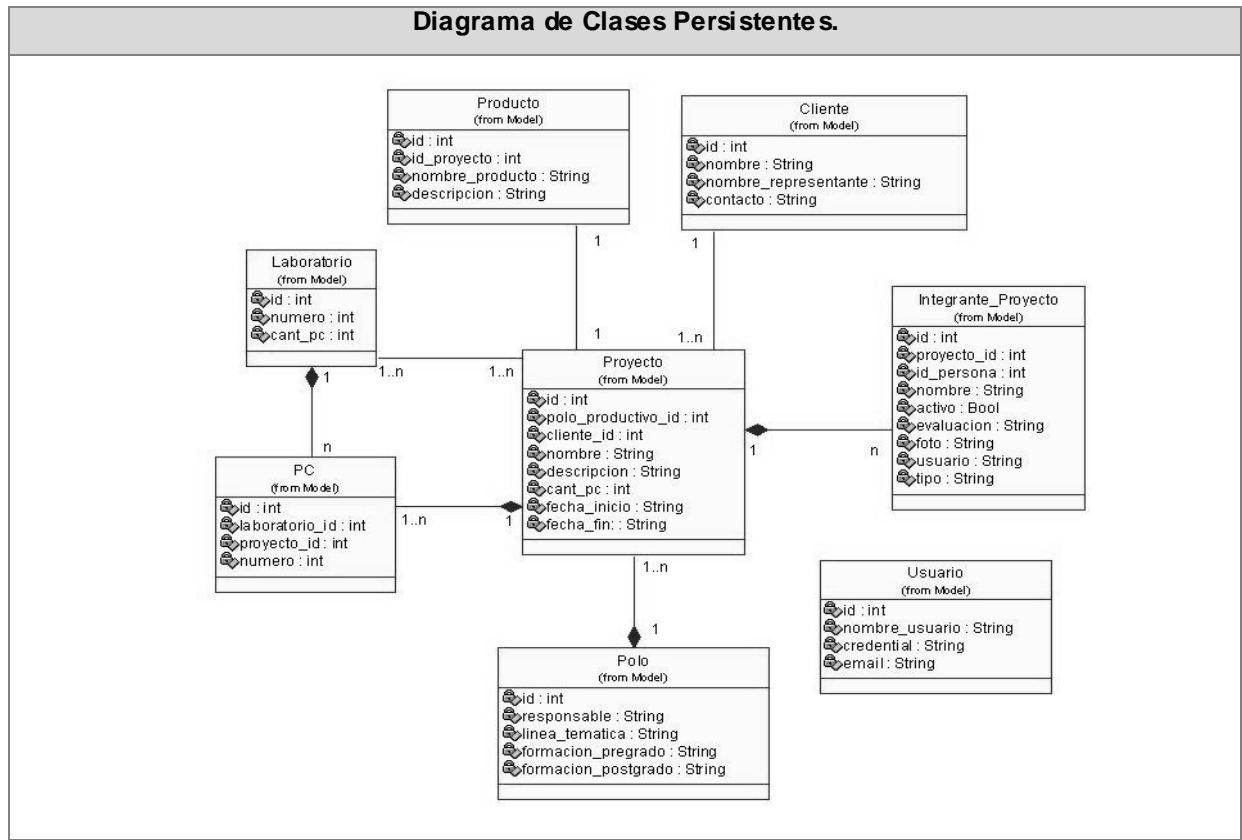 Diagrama de Clases Persistentes.
Producto
(from Model)
id : int
id_proyecto : int
nombre_producto : String
descripcion : String
Cliente
(from Model)
id : int
nombre : String
nombre_representante : String
contacto : String
1
1
Laboratorio
(from Model)
id : int
numero : int
cant_pc : int
Integrante_Proyecto
(from Model)
id : int
proyecto_id : int
id_persona : int
nombre : String
activo : Bool
evaluacion : String
foto : String
usuario : String
tipo : String
1
1..n
1
1..n
1..n
Proyecto
(from Model)
id : int
polo_productivo_id : int
cliente_id : int
nombre : String
descripcion : String
cant_pc : int
fecha_inicio : String
fecha_fin: : String
1
n
n
PC
(from Model)
id : int
laboratorio_id : int
proyecto_id : int
numero : int
1..n
1
1..n
1
Usuario
(from Model)
id : int
nombre_usuario : String
credential : String
email : String
Polo
(from Model)
id : int
responsable : String
linea_tematica : String
formacion_pregrado : String
formacion_postgrado : String